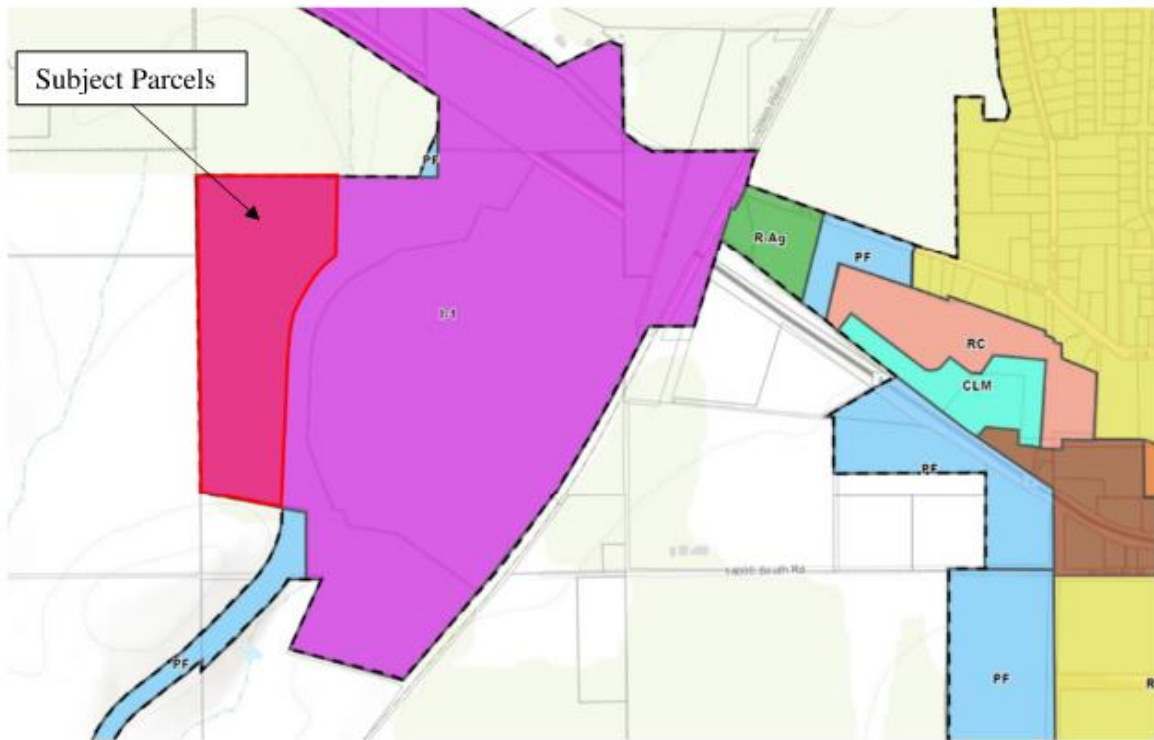 Subject Parcels
PF
R-Ag
PF
I-1
RC
CLM
PF
14000 South Rd
PF
PF
R